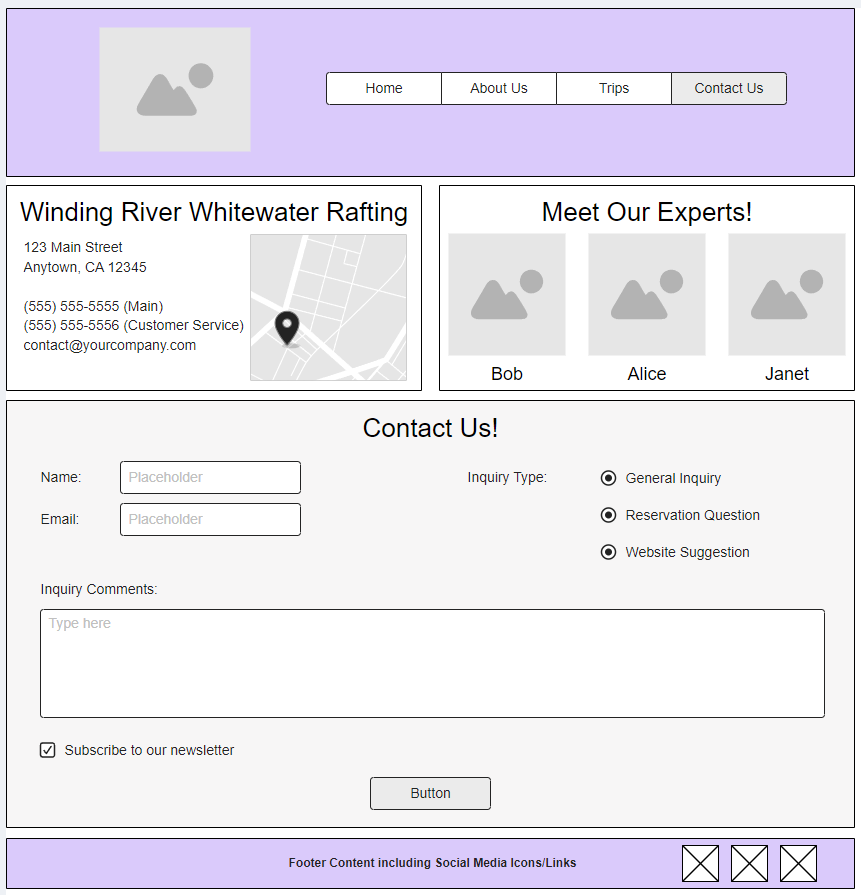 Home
About Us
Trips
Contact Us
Winding River Whitewater Rafting
123 Main Street
Anytown, CA 12345
(555) 555-5555 (Main)
(555) 555-5556 (Customer Service)
contact@yourcompany.com
Meet Our Experts!
Bob
Alice
Janet
Contact Us!
Name:
Placeholder
Email:
Placeholder
Inquiry Type:
General Inquiry
Reservation Question
Website Suggestion
Inquiry Comments:
Type here
Subscribe to our newsletter
Button
Footer Content including Social Media Icons/Links